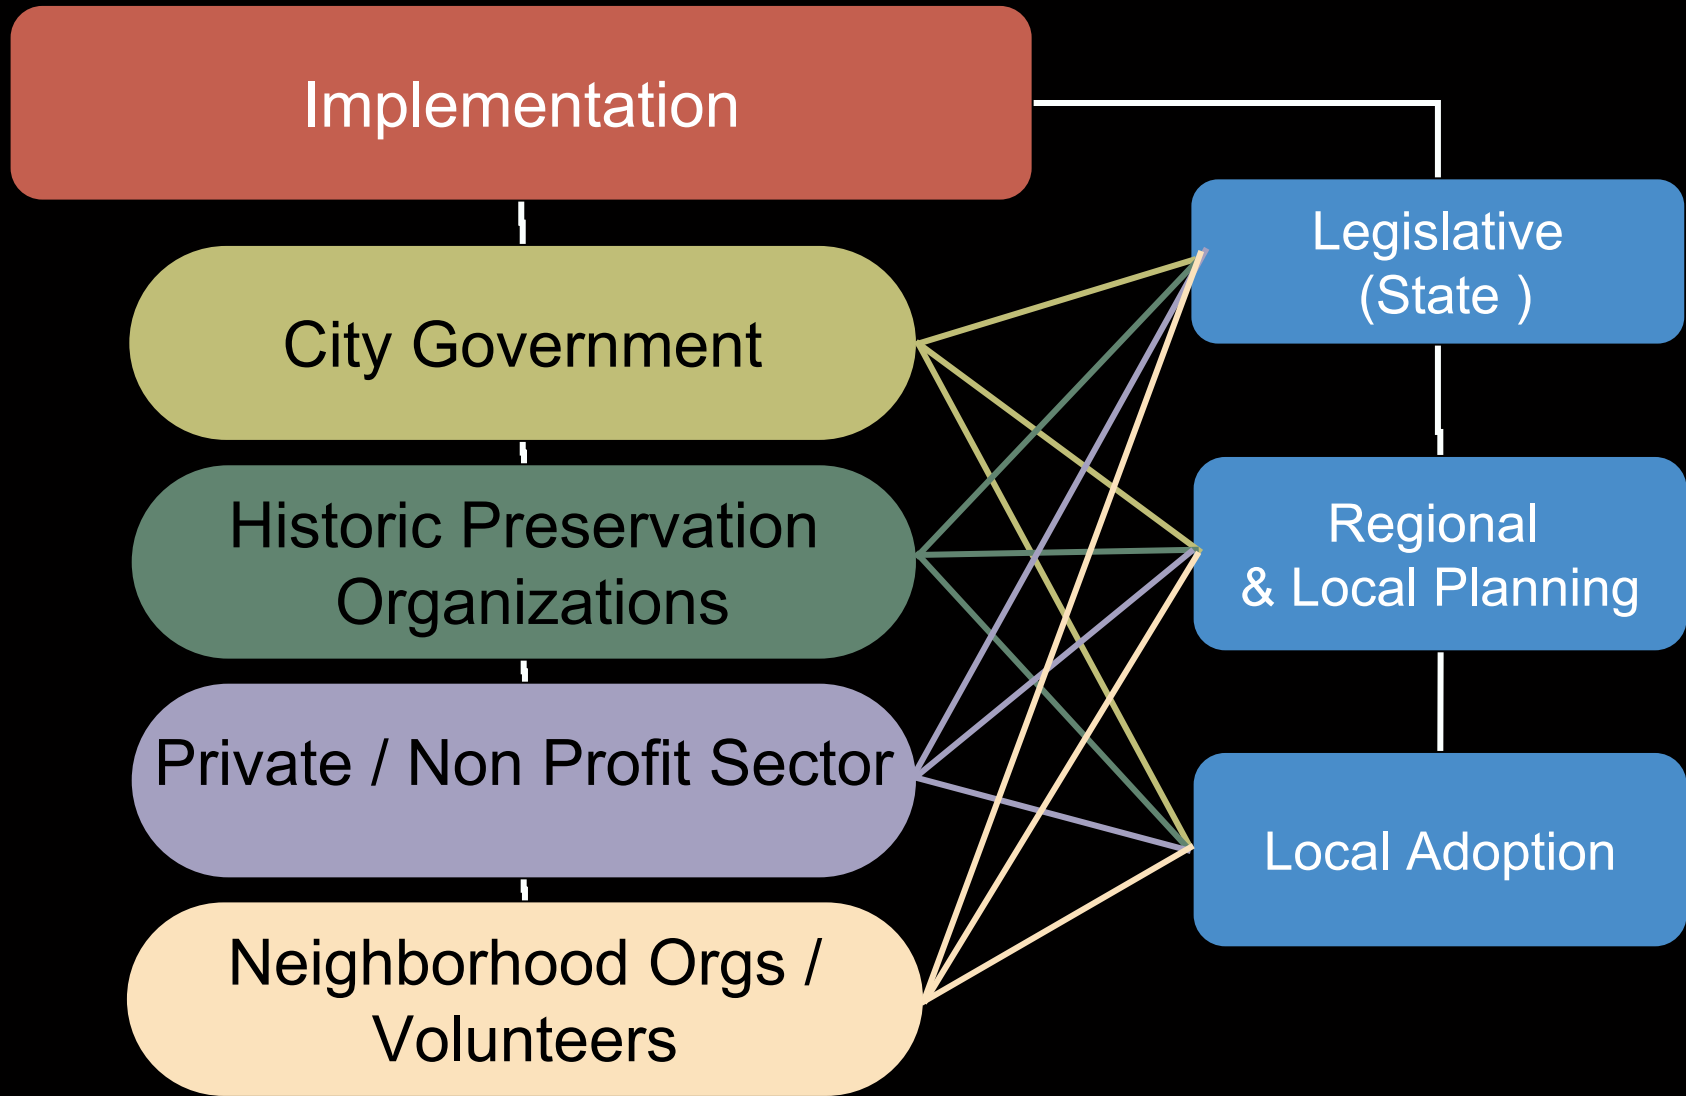 Implementation
City Government
Historic Preservation
Organizations
Private / Non Profit Sector
Neighborhood Orgs /
Volunteers
Legislative
(State )
Regional
& Local Planning
Local Adoption